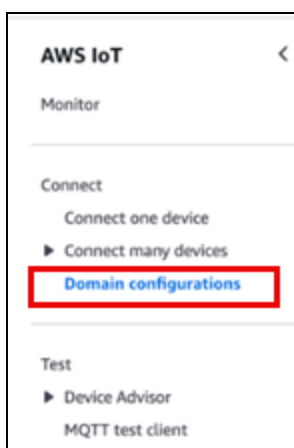 AWS IoT
Monitor
Connect
Connect one device
Connect many devices
Domain configurations
Test
Device Advisor
MQTT test client